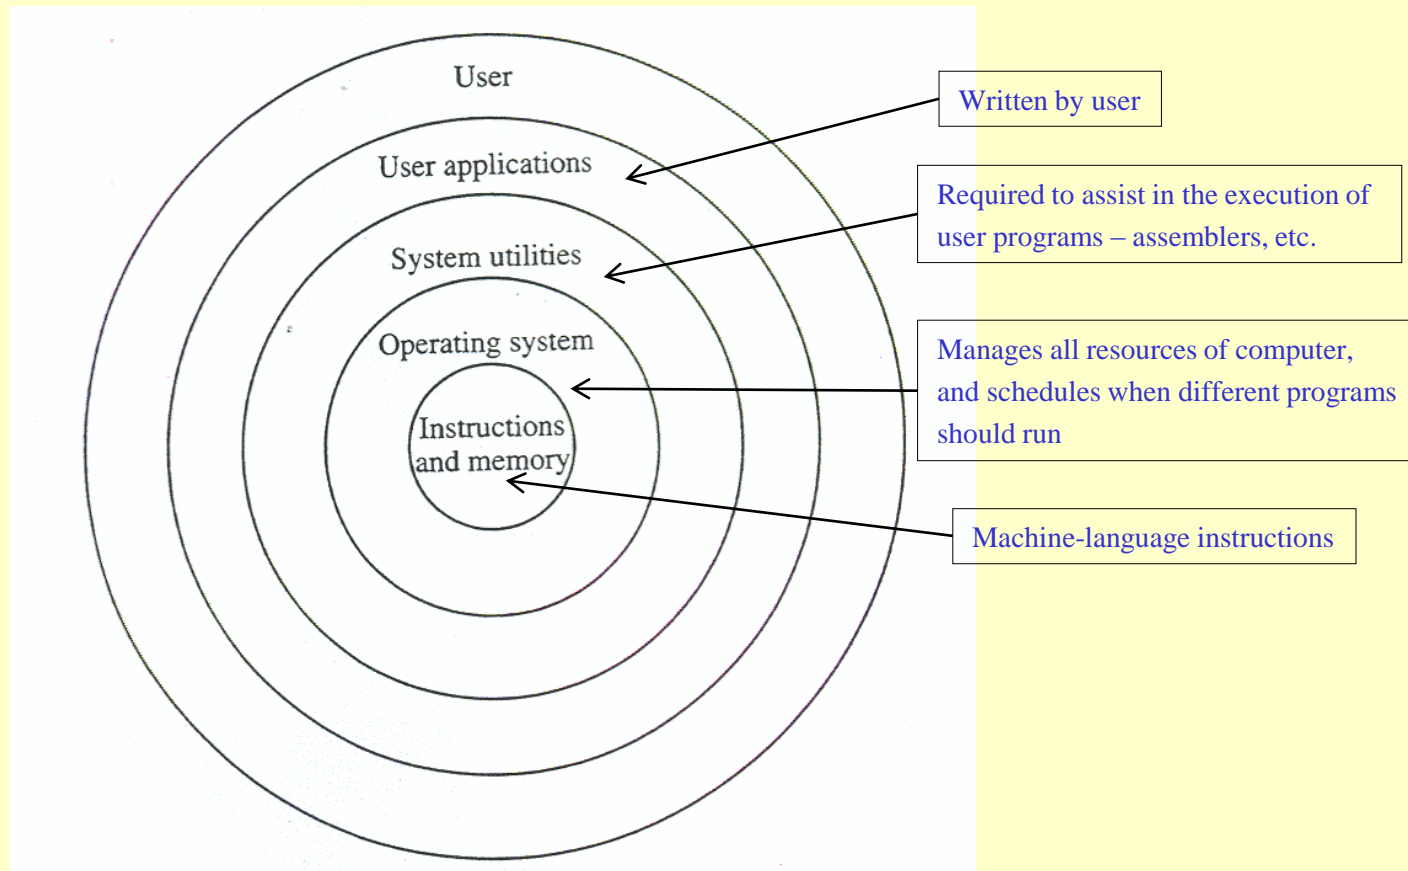 User
Written by user
User applications
Required to assist in the execution of
user programs – assemblers, etc.
System utilities
Operating system
Manages all resources of computer,
and schedules when different programs
should run
Instructions
and memory
Machine-language instructions